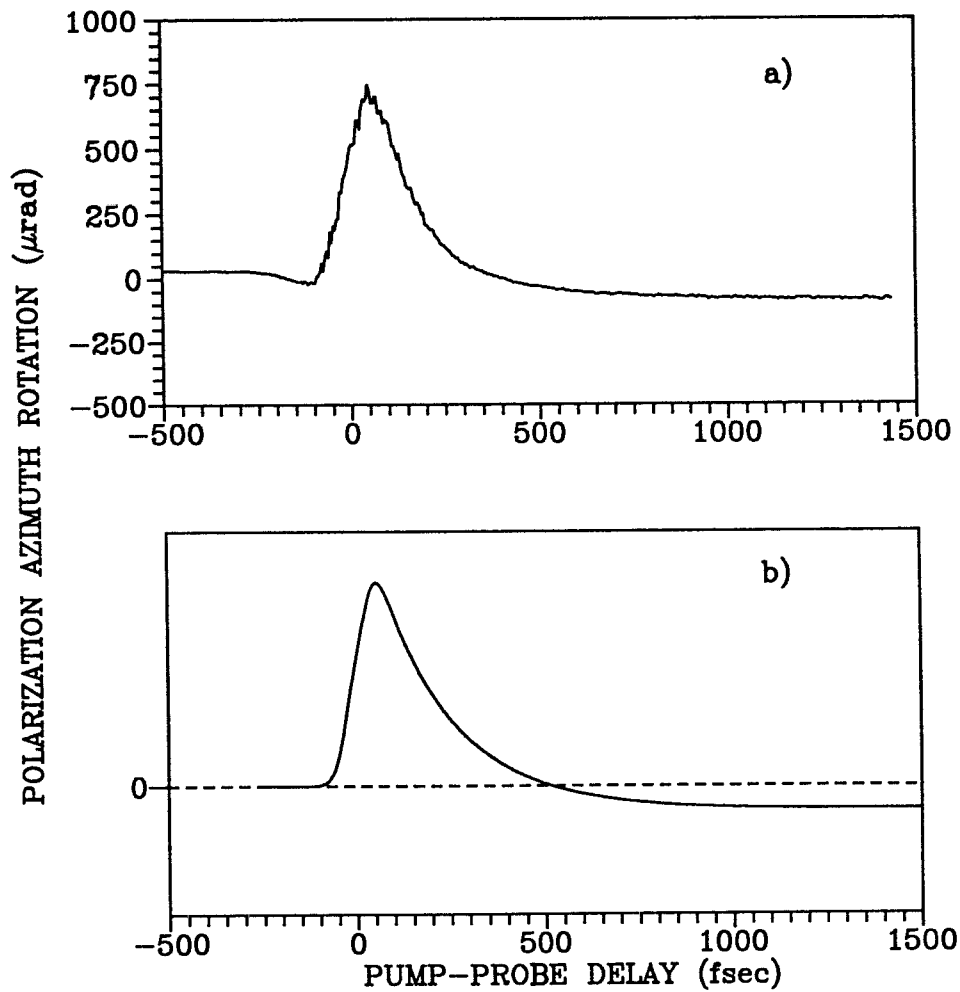 POLARIZATION AZIMUTH ROTATION (μrad)
1000
750
500
250
0
−250
−500
a)
−500 0 500 1000 1500
b)
0
−500 0 500 1000 1500
PUMP−PROBE DELAY (fsec)